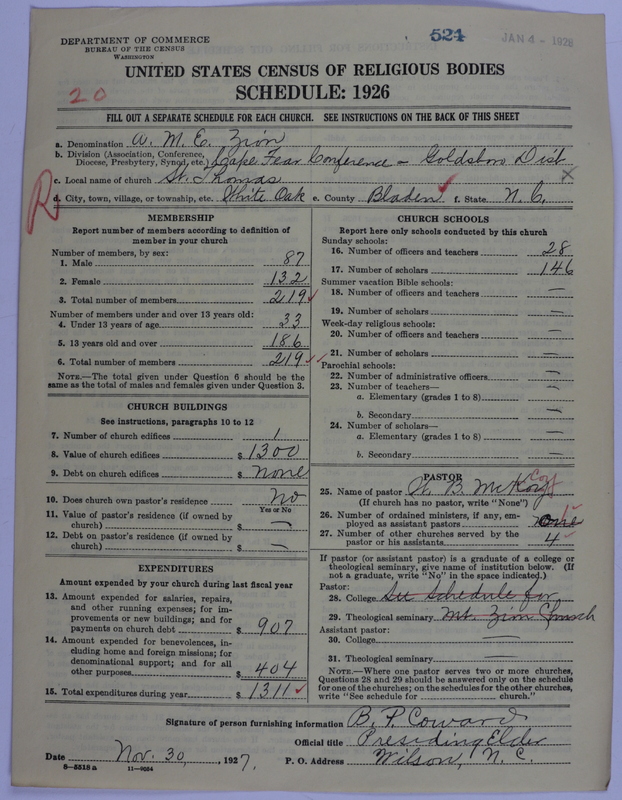 DEPARTMENT OF COMMERCE
BUREAU OF THE CENSUS
WASHINGTON
524
JAN 4 - 1928
UNITED STATES CENSUS OF RELIGIOUS BODIES
SCHEDULE: 1926
20
FILL OUT A SEPARATE SCHEDULE FOR EACH CHURCH. SEE INSTRUCTIONS ON THE BACK OF THIS SHEET
a. Denomination A. M. E. Zion
b. Division (Association, Conference, Diocese, Presbytery, Synod, etc.) Cape Fear Conference - Goldsboro Dist
c. Local name of church St. Thomas
d. City, town, village, or township, etc. White Oak e. County Bladen f. State N. C.
MEMBERSHIP
Report number of members according to definition of
member in your church
Number of members, by sex:
1. Male 87
2. Female 132
3. Total number of members 219
Number of members under and over 13 years old:
4. Under 13 years of age 33
5. 13 years old and over 186
6. Total number of members 219
NOTE.—The total given under Question 6 should be the
same as the total of males and females given under Question 3.
CHURCH BUILDINGS
See instructions, paragraphs 10 to 12
7. Number of church edifices 1
8. Value of church edifices $ 1300
9. Debt on church edifices $ None
10. Does church own pastor's residence No
Yes or No
11. Value of pastor's residence (if owned by
church) $ —
12. Debt on pastor's residence (if owned by
church) $ —
EXPENDITURES
Amount expended by your church during last fiscal year
13. Amount expended for salaries, repairs,
and other running expenses; for im-
provements or new buildings; and for
payments on church debt $ 907
14. Amount expended for benevolences, in-
cluding home and foreign missions; for
denominational support; and for all
other purposes $ 404
15. Total expenditures during year $ 1311
CHURCH SCHOOLS
Report here only schools conducted by this church
Sunday schools:
16. Number of officers and teachers 28
17. Number of scholars 146
Summer vacation Bible schools:
18. Number of officers and teachers —
19. Number of scholars —
Week-day religious schools:
20. Number of officers and teachers —
21. Number of scholars —
Parochial schools:
22. Number of administrative officers —
23. Number of teachers—
a. Elementary (grades 1 to 8) —
b. Secondary —
24. Number of scholars—
a. Elementary (grades 1 to 8) —
b. Secondary —
PASTOR
25. Name of pastor B. McKoy
(If church has no pastor, write "None")
26. Number of ordained ministers, if any, em-
ployed as assistant pastors
27. Number of other churches served by the
pastor or his assistants 4
If pastor (or assistant pastor) is a graduate of a college or
theological seminary, give name of institution below. (If
not a graduate, write "No" in the space indicated.)
Pastor:
28. College See Schedule for
29. Theological seminary Mt. Zion Church
Assistant pastor:
30. College —
31. Theological seminary —
NOTE.—Where one pastor serves two or more churches,
Questions 28 and 29 should be answered only on the schedule
for one of the churches; on the schedules for the other churches,
write "See schedule for ........ church."
Signature of person furnishing information B. P. Coward
Official title Presiding Elder
Date Nov. 30, 1927. P. O. Address Wilson, N. C.
6-5518 a 11-9054